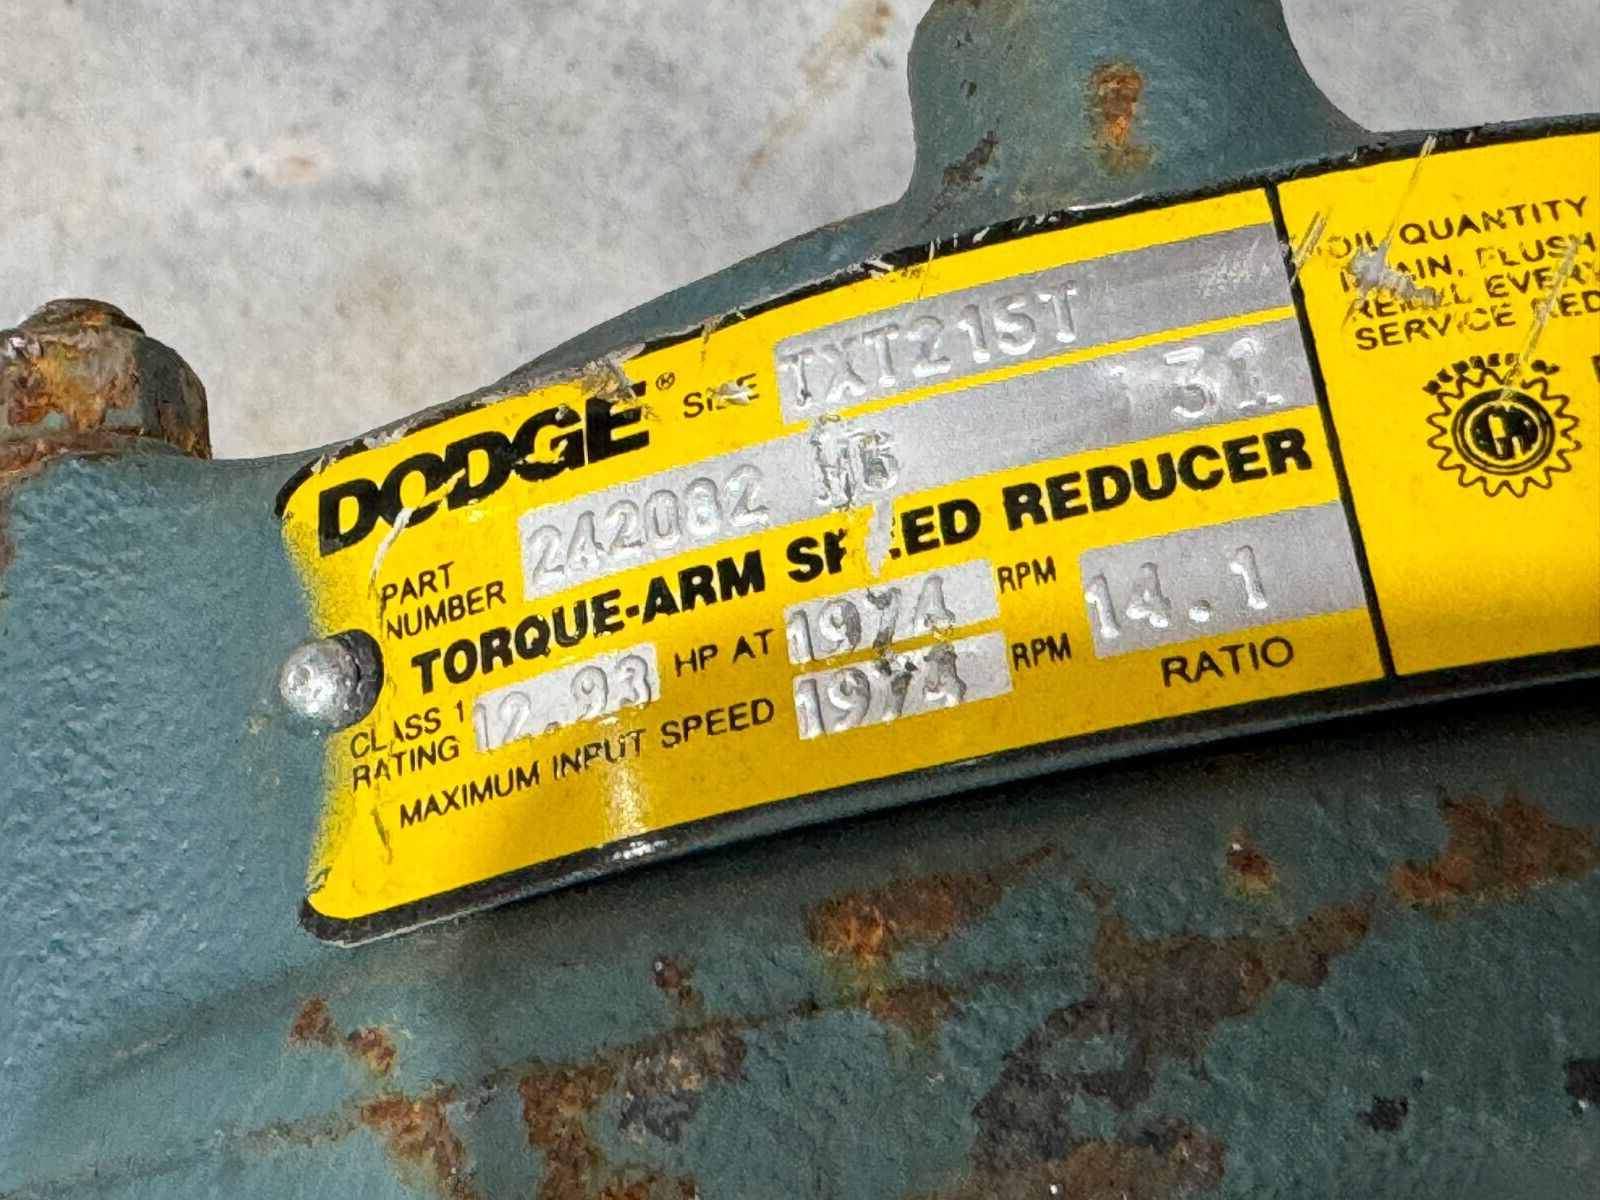 DODGE® SIZE TXT215T
PART NUMBER 242082 31
TORQUE-ARM SPEED REDUCER
CLASS 1 RATING 12.93 HP AT 1974 RPM 14.1 RATIO
MAXIMUM INPUT SPEED 1974 RPM
OIL QUANTITY
SERVICE